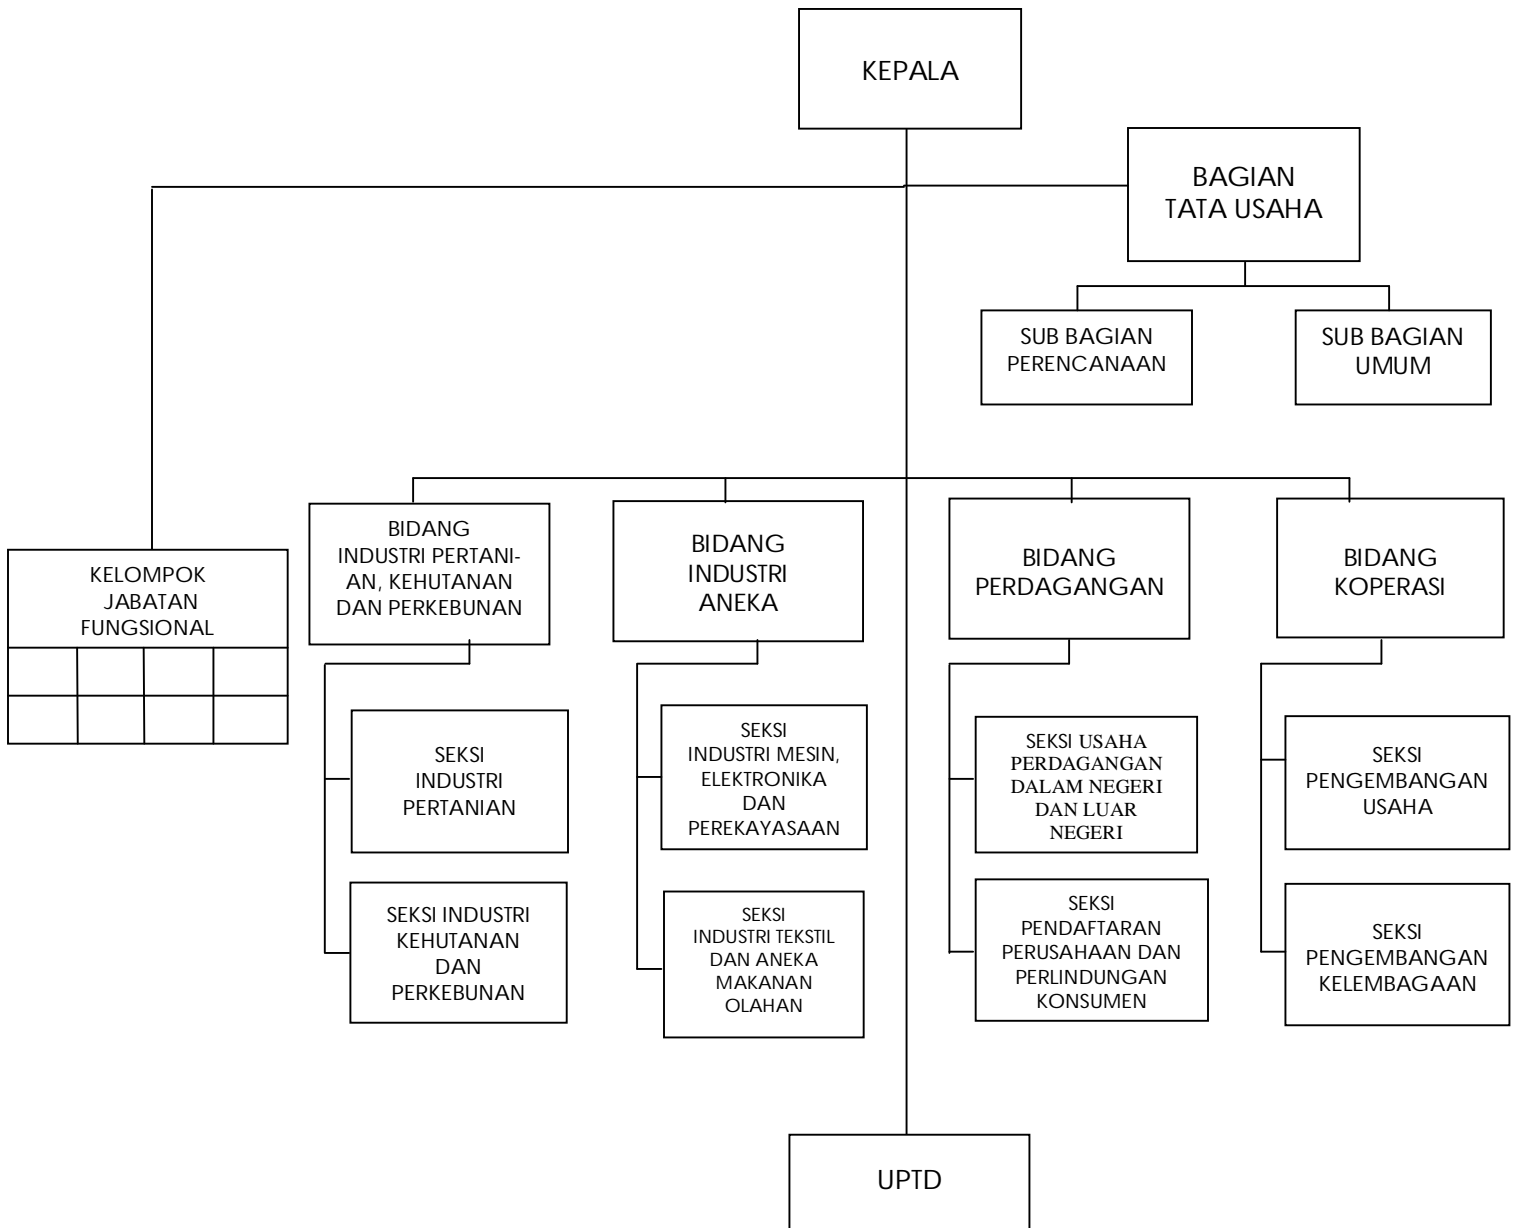 KEPALA
BAGIAN
TATA USAHA
SUB BAGIAN
PERENCANAAN
SUB BAGIAN
UMUM
KELOMPOK
JABATAN
FUNGSIONAL
BIDANG
INDUSTRI PERTANI-
AN, KEHUTANAN
DAN PERKEBUNAN
BIDANG
INDUSTRI
ANEKA
BIDANG
PERDAGANGAN
BIDANG
KOPERASI
SEKSI
INDUSTRI
PERTANIAN
SEKSI
INDUSTRI MESIN,
ELEKTRONIKA
DAN
PEREKAYASAAN
SEKSI USAHA
PERDAGANGAN
DALAM NEGERI
DAN LUAR
NEGERI
SEKSI
PENGEMBANGAN
USAHA
SEKSI INDUSTRI
KEHUTANAN
DAN
PERKEBUNAN
SEKSI
INDUSTRI TEKSTIL
DAN ANEKA
MAKANAN
OLAHAN
SEKSI
PENDAFTARAN
PERUSAHAAN DAN
PERLINDUNGAN
KONSUMEN
SEKSI
PENGEMBANGAN
KELEMBAGAAN
UPTD